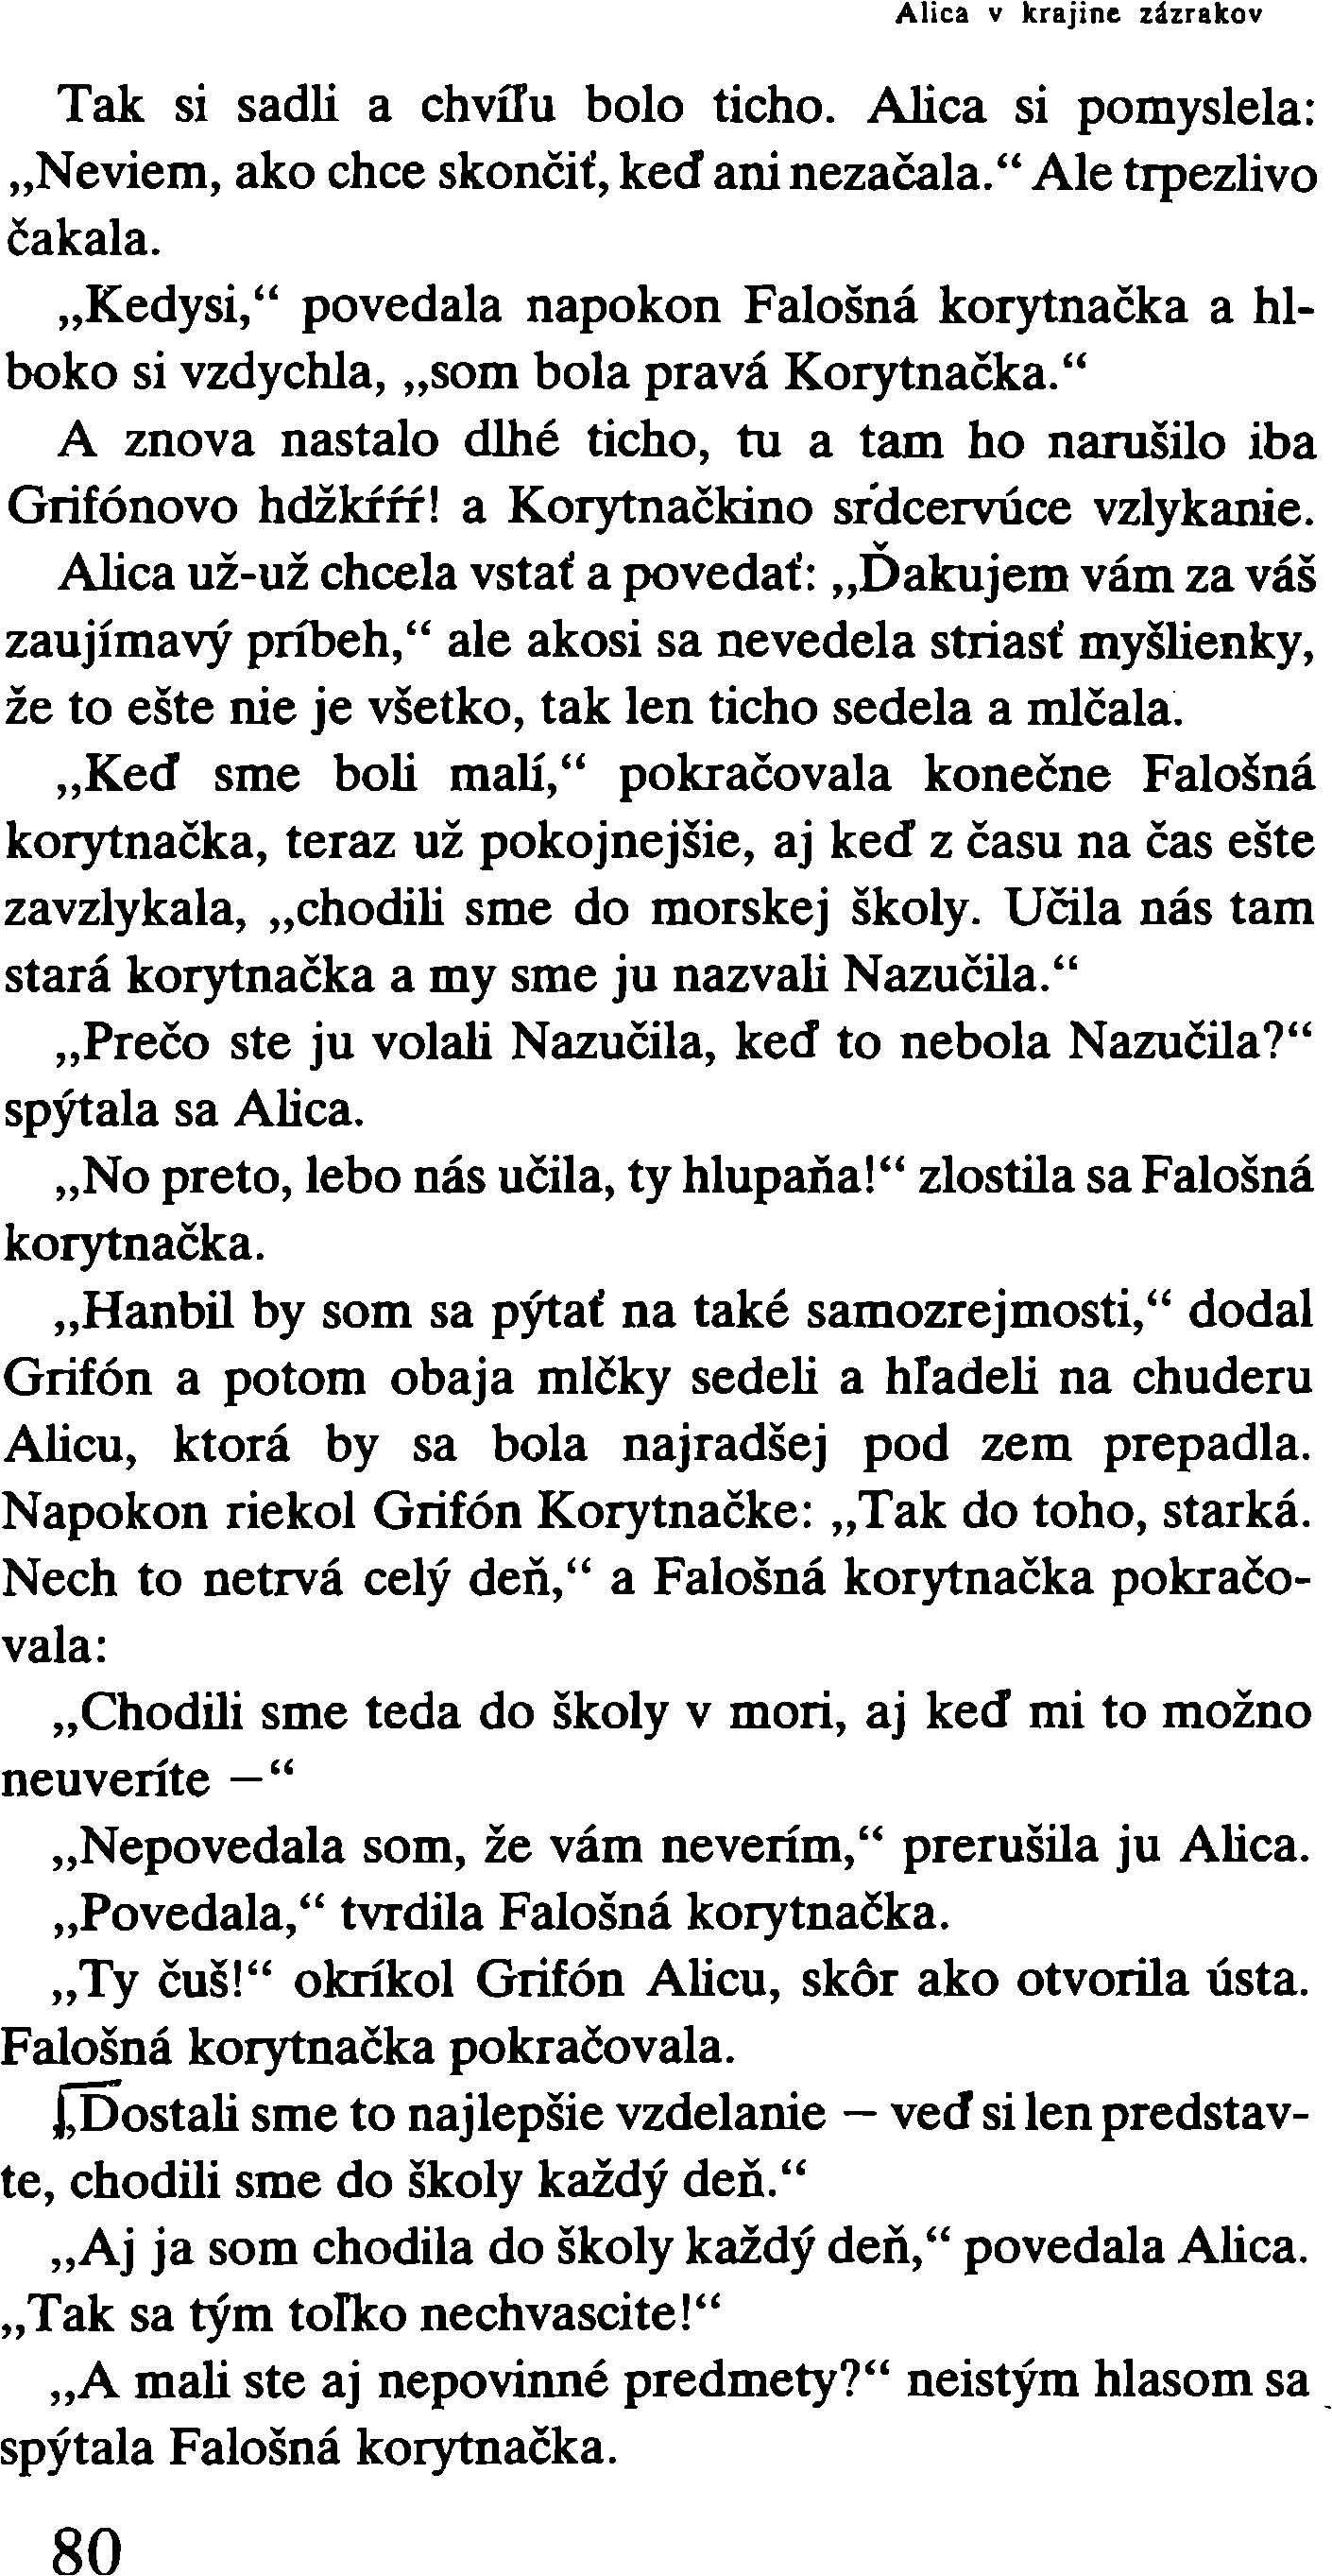 Alica v krajine zázrakov
Tak si sadli a chvíľu bolo ticho. Alica si pomyslela:
„Neviem, ako chce skončiť, keď ani nezačala.“ Ale trpezlivo
čakala.
„Kedysi,“ povedala napokon Falošná korytnačka a hl-
boko si vzdychla, „som bola pravá Korytnačka.“
A znova nastalo dlhé ticho, tu a tam ho narušilo iba
Grifónovo hdžkŕŕŕ! a Korytnačkino sŕdcervúce vzlykanie.
Alica už-už chcela vstať a povedať: „Ďakujem vám za váš
zaujímavý príbeh,“ ale akosi sa nevedela striasť myšlienky,
že to ešte nie je všetko, tak len ticho sedela a mlčala.
„Keď sme boli malí,“ pokračovala konečne Falošná
korytnačka, teraz už pokojnejšie, aj keď z času na čas ešte
zavzlykala, „chodili sme do morskej školy. Učila nás tam
stará korytnačka a my sme ju nazvali Nazučila.“
„Prečo ste ju volali Nazučila, keď to nebola Nazučila?“
spýtala sa Alica.
„No preto, lebo nás učila, ty hlupaňa!“ zlostila sa Falošná
korytnačka.
„Hanbil by som sa pýtať na také samozrejmosti,“ dodal
Grifón a potom obaja mlčky sedeli a hľadeli na chuderu
Alicu, ktorá by sa bola najradšej pod zem prepadla.
Napokon riekol Grifón Korytnačke: „Tak do toho, starká.
Nech to netrvá celý deň,“ a Falošná korytnačka pokračo-
vala:
„Chodili sme teda do školy v mori, aj keď mi to možno
neuveríte —“
„Nepovedala som, že vám neverím,“ prerušila ju Alica.
„Povedala,“ tvrdila Falošná korytnačka.
„Ty čuš!“ okríkol Grifón Alicu, skôr ako otvorila ústa.
Falošná korytnačka pokračovala.
„Dostali sme to najlepšie vzdelanie — veď si len predstav-
te, chodili sme do školy každý deň.“
„Aj ja som chodila do školy každý deň,“ povedala Alica.
„Tak sa tým toľko nechvascite!“
„A mali ste aj nepovinné predmety?“ neistým hlasom sa
spýtala Falošná korytnačka.
80